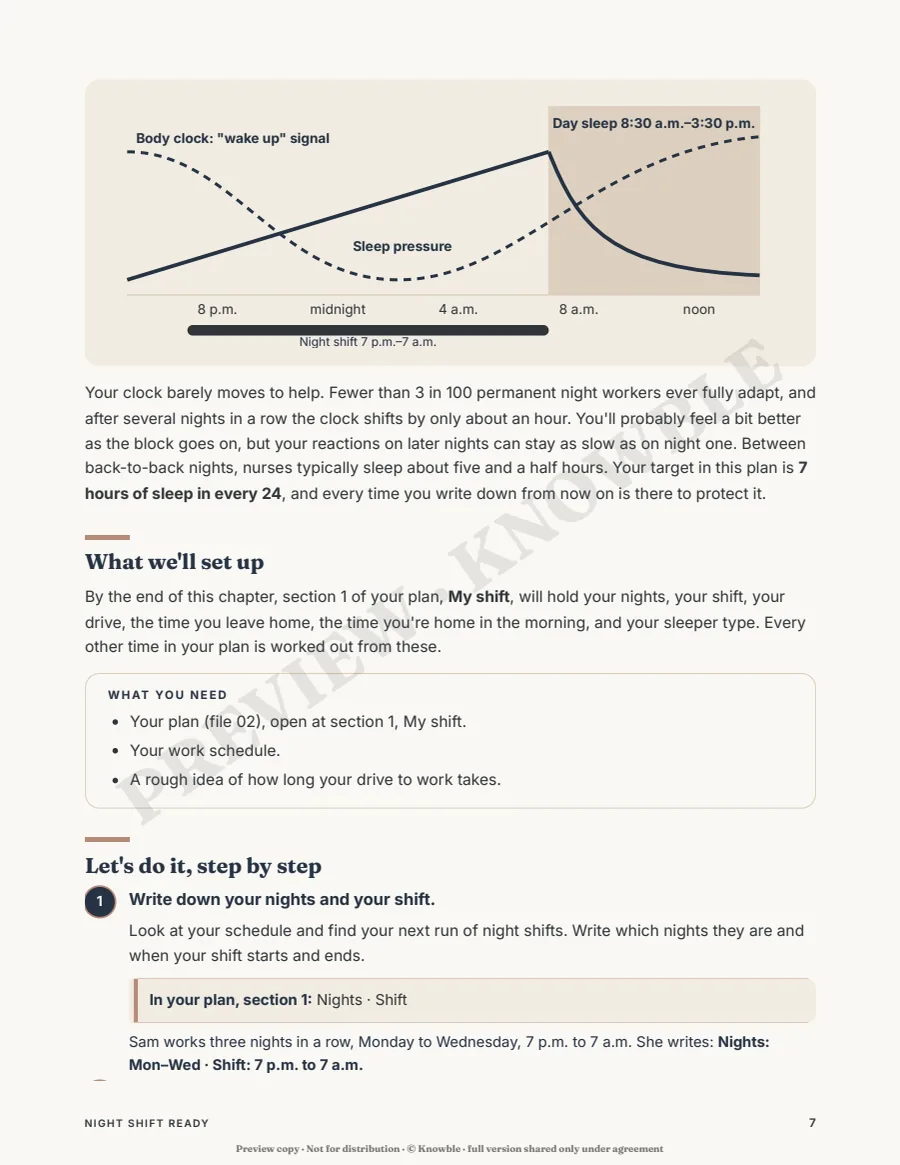 Day sleep 8:30 a.m.–3:30 p.m.
Body clock: "wake up" signal
Sleep pressure
8 p.m. midnight 4 a.m. 8 a.m. noon
Night shift 7 p.m.–7 a.m.
Your clock barely moves to help. Fewer than 3 in 100 permanent night workers ever fully adapt, and
after several nights in a row the clock shifts by only about an hour. You'll probably feel a bit better
as the block goes on, but your reactions on later nights can stay as slow as on night one. Between
back-to-back nights, nurses typically sleep about five and a half hours. Your target in this plan is 7
hours of sleep in every 24, and every time you write down from now on is there to protect it.
What we'll set up
By the end of this chapter, section 1 of your plan, My shift, will hold your nights, your shift, your
drive, the time you leave home, the time you're home in the morning, and your sleeper type. Every
other time in your plan is worked out from these.
WHAT YOU NEED
• Your plan (file 02), open at section 1, My shift.
• Your work schedule.
• A rough idea of how long your drive to work takes.
PREVIEW · KNOWBLE
Let's do it, step by step
1 Write down your nights and your shift.
Look at your schedule and find your next run of night shifts. Write which nights they are and
when your shift starts and ends.
In your plan, section 1: Nights · Shift
Sam works three nights in a row, Monday to Wednesday, 7 p.m. to 7 a.m. She writes: Nights:
Mon–Wed · Shift: 7 p.m. to 7 a.m.
NIGHT SHIFT READY 7
Preview copy · Not for distribution · © Knowble · full version shared only under agreement